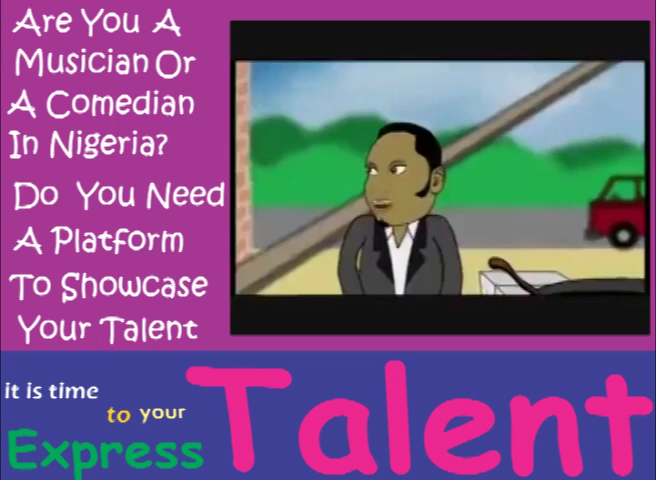 Are You A
Musician Or
A Comedian
In Nigeria?
Do You Need
A Platform
To Showcase
Your Talent
it is time
to your
Express Talent